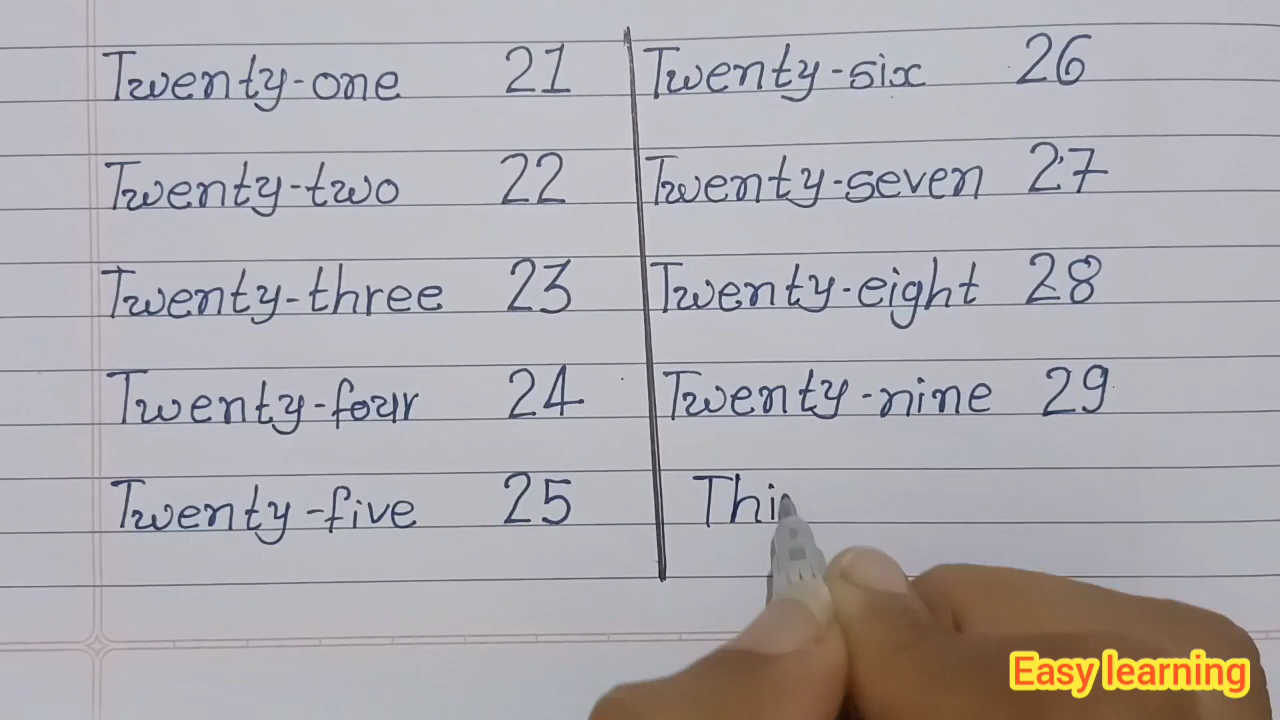 Twenty-one 21
Twenty-two 22
Twenty-three 23
Twenty-four 24
Twenty-five 25
Twenty-six 26
Twenty-seven 27
Twenty-eight 28
Twenty-nine 29
Thi
Easy learning